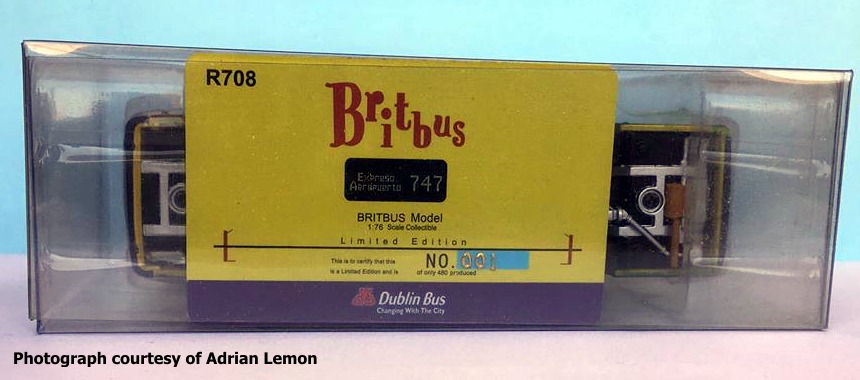 R708
Britbus
Expreso
Aeropuerto 747
BRITBUS Model
1:76 Scale Collectible
Limited Edition
This is to certify that this
is a Limited Edition and is
NO. 001
of only 480 produced
Dublin Bus
Changing With The City
Photograph courtesy of Adrian Lemon